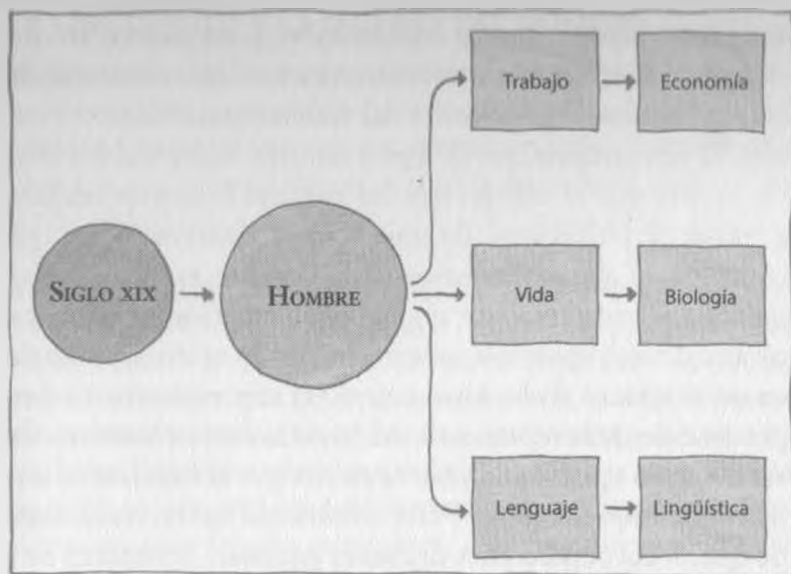 Trabajo
Economía
SIGLO XIX
HOMBRE
Vida
Biología
Lenguaje
Lingüística